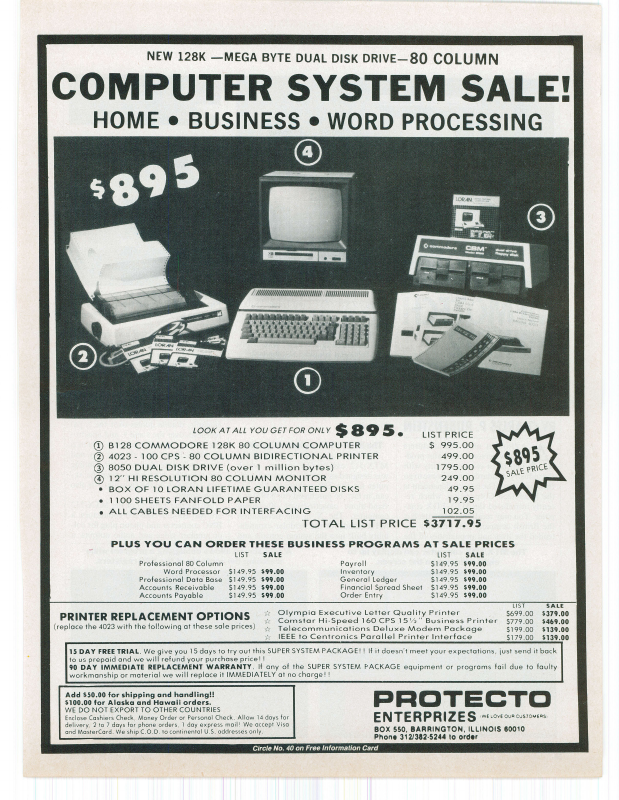 NEW 128K —MEGA BYTE DUAL DISK DRIVE—80 COLUMN
COMPUTER SYSTEM SALE!
HOME • BUSINESS • WORD PROCESSING
$895
4
3
2
1
LORAN
commodore CBM
LORAN LORAN LORAN
LOOK AT ALL YOU GET FOR ONLY $895. LIST PRICE
① B128 COMMODORE 128K 80 COLUMN COMPUTER $ 995.00
② 4023 - 100 CPS - 80 COLUMN BIDIRECTIONAL PRINTER 499.00
③ 8050 DUAL DISK DRIVE (over 1 million bytes) 1795.00
④ 12" HI RESOLUTION 80 COLUMN MONITOR 249.00
• BOX OF 10 LORAN LIFETIME GUARANTEED DISKS 49.95
• 1100 SHEETS FANFOLD PAPER 19.95
• ALL CABLES NEEDED FOR INTERFACING 102.05
TOTAL LIST PRICE $3717.95
$895
SALE PRICE
PLUS YOU CAN ORDER THESE BUSINESS PROGRAMS AT SALE PRICES
LIST SALE LIST SALE
Professional 80 Column Payroll $149.95 $99.00
Word Processor $149.95 $99.00 Inventory $149.95 $99.00
Professional Data Base $149.95 $99.00 General Ledger $149.95 $99.00
Accounts Receivable $149.95 $99.00 Financial Spread Sheet $149.95 $99.00
Accounts Payable $149.95 $99.00 Order Entry $149.95 $99.00
LIST SALE
PRINTER REPLACEMENT OPTIONS
(replace the 4023 with the following at these sale prices)
☆ Olympia Executive Letter Quality Printer $699.00 $379.00
☆ Comstar Hi-Speed 160 CPS 15½" Business Printer $779.00 $469.00
☆ Telecommunications Deluxe Modem Package $199.00 $139.00
☆ IEEE to Centronics Parallel Printer Interface $179.00 $139.00
15 DAY FREE TRIAL. We give you 15 days to try out this SUPER SYSTEM PACKAGE!! If it doesn't meet your expectations, just send it back
to us prepaid and we will refund your purchase price!!
90 DAY IMMEDIATE REPLACEMENT WARRANTY. If any of the SUPER SYSTEM PACKAGE equipment or programs fail due to faulty
workmanship or material we will replace it IMMEDIATELY at no charge!!
Add $50.00 for shipping and handling!!
$100.00 for Alaska and Hawaii orders.
WE DO NOT EXPORT TO OTHER COUNTRIES
Enclose Cashiers Check, Money Order or Personal Check. Allow 14 days for
delivery, 2 to 7 days for phone orders, 1 day express mail! We accept Visa
and MasterCard. We ship C.O.D. to continental U.S. addresses only.
PROTECTO
ENTERPRIZES (WE LOVE OUR CUSTOMERS)
BOX 550, BARRINGTON, ILLINOIS 60010
Phone 312/382-5244 to order
Circle No. 40 on Free Information Card